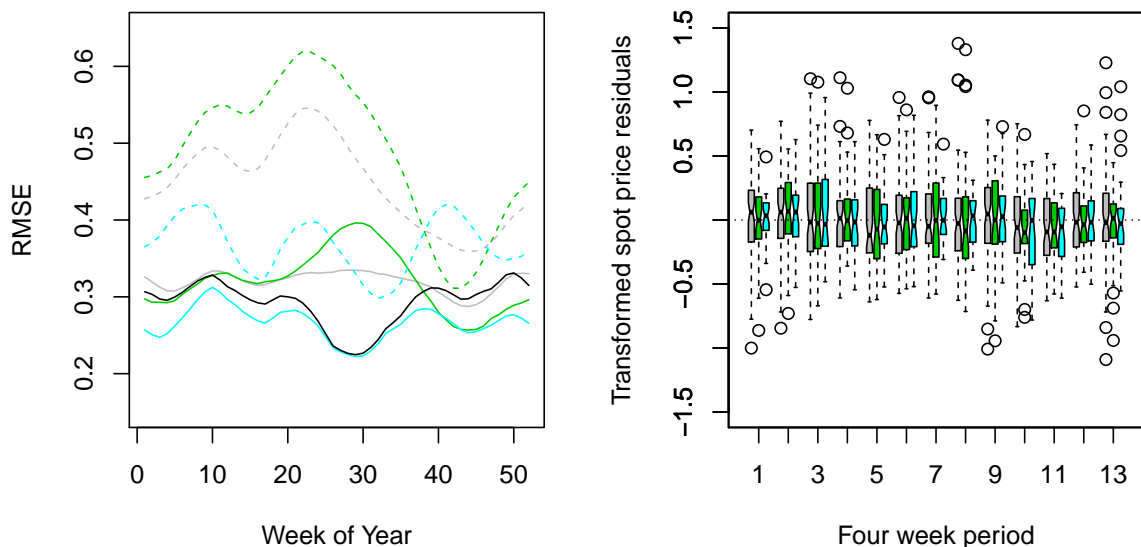 RMSE
0.6
0.5
0.4
0.3
0.2
0 10 20 30 40 50
Week of Year
Transformed spot price residuals
1.5
1.0
0.5
−0.5
−1.5
1 3 5 7 9 11 13
Four week period